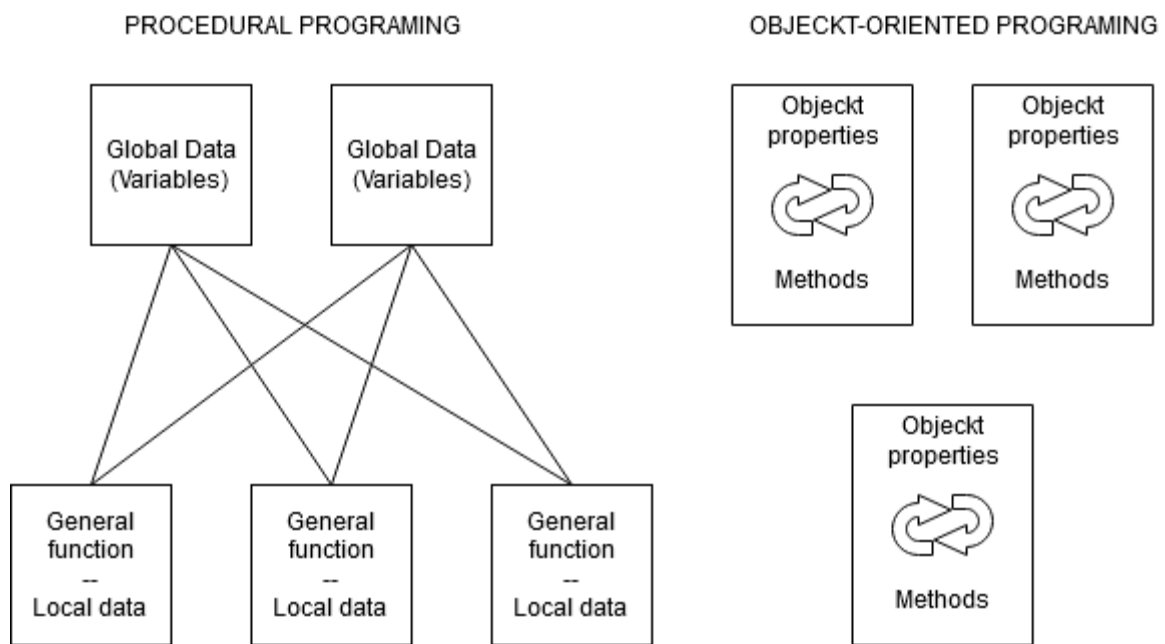 PROCEDURAL PROGRAMING
Global Data
(Variables)
Global Data
(Variables)
General
function
--
Local data
General
function
--
Local data
General
function
--
Local data
OBJECKT-ORIENTED PROGRAMING
Objeckt
properties
Methods
Objeckt
properties
Methods
Objeckt
properties
Methods